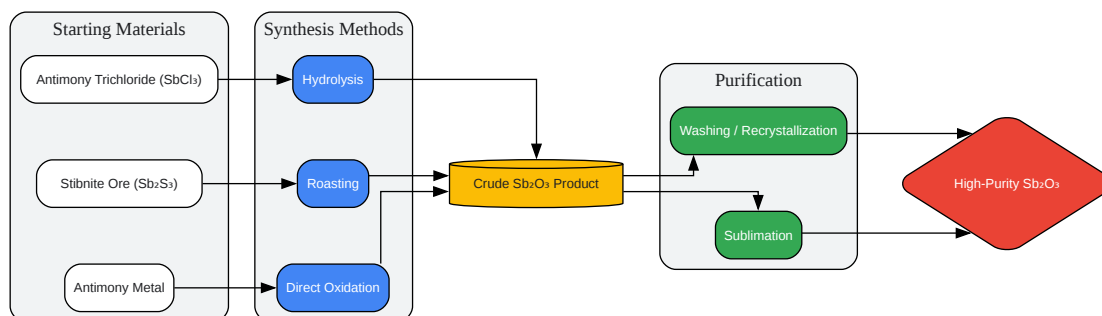 Starting Materials
Synthesis Methods
Antimony Trichloride (SbCl₃)
Hydrolysis
Purification
Washing / Recrystallization
Stibnite Ore (Sb₂S₃)
Roasting
Crude Sb₂O₃ Product
High-Purity Sb₂O₃
Sublimation
Antimony Metal
Direct Oxidation